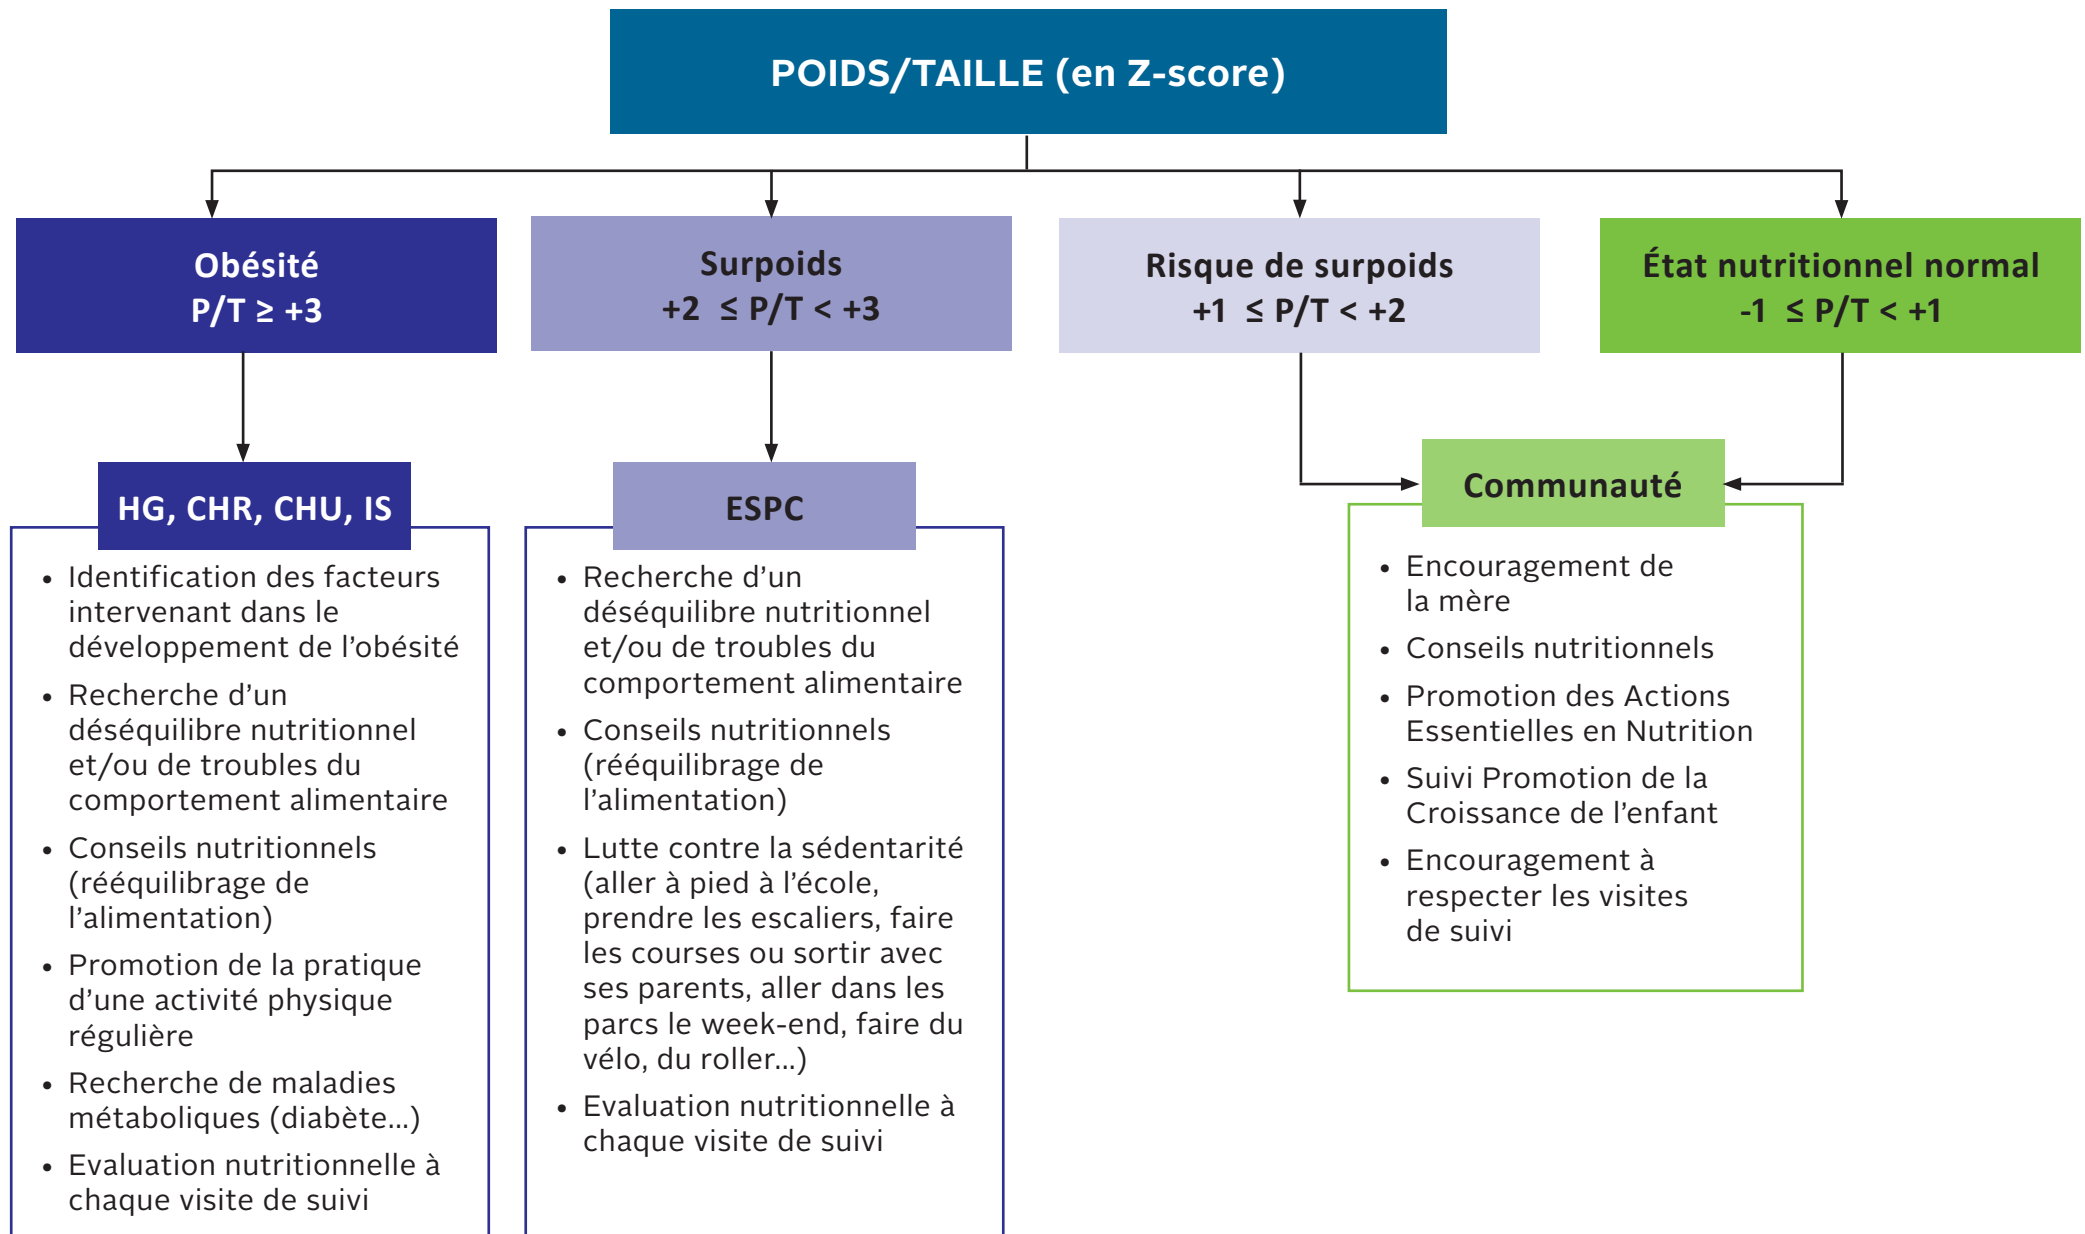 POIDS/TAILLE (en Z-score)
Obésité
P/T ≥ +3
Surpoids
+2 ≤ P/T < +3
Risque de surpoids
+1 ≤ P/T < +2
État nutritionnel normal
-1 ≤ P/T < +1
HG, CHR, CHU, IS
• Identification des facteurs
intervenant dans le
développement de l'obésité
• Recherche d'un
déséquilibre nutritionnel
et/ou de troubles du
comportement alimentaire
• Conseils nutritionnels
(rééquilibrage de
l'alimentation)
• Promotion de la pratique
d'une activité physique
régulière
• Recherche de maladies
métaboliques (diabète...)
• Evaluation nutritionnelle à
chaque visite de suivi
ESPC
• Recherche d'un
déséquilibre nutritionnel
et/ou de troubles du
comportement alimentaire
• Conseils nutritionnels
(rééquilibrage de
l'alimentation)
• Lutte contre la sédentarité
(aller à pied à l'école,
prendre les escaliers, faire
les courses ou sortir avec
ses parents, aller dans les
parcs le week-end, faire du
vélo, du roller...)
• Evaluation nutritionnelle à
chaque visite de suivi
Communauté
• Encouragement de
la mère
• Conseils nutritionnels
• Promotion des Actions
Essentielles en Nutrition
• Suivi Promotion de la
Croissance de l'enfant
• Encouragement à
respecter les visites
de suivi